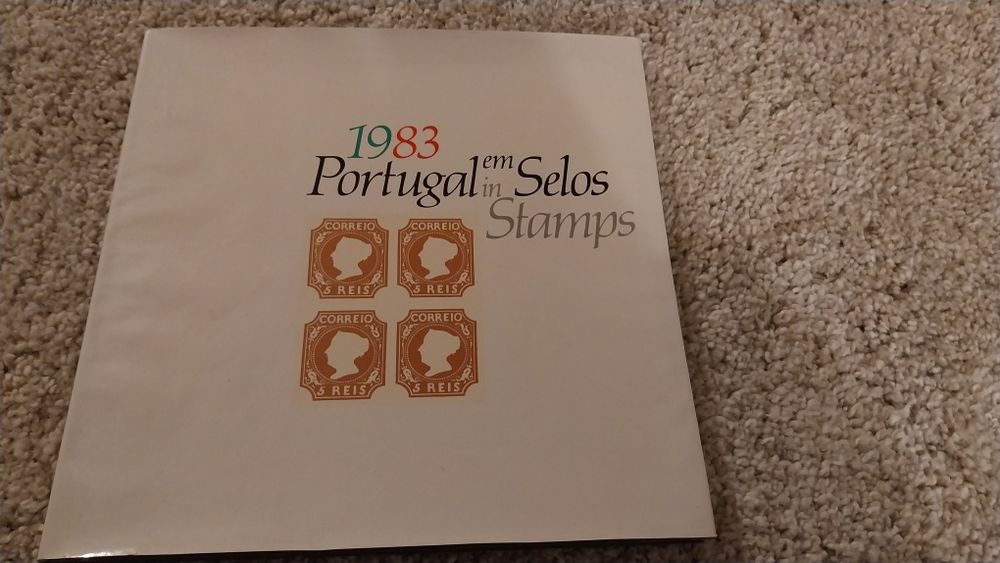 1983
Portugal em Selos
in Stamps
CORREIO CORREIO
5 REIS 5 REIS
CORREIO CORREIO
5 REIS 5 REIS